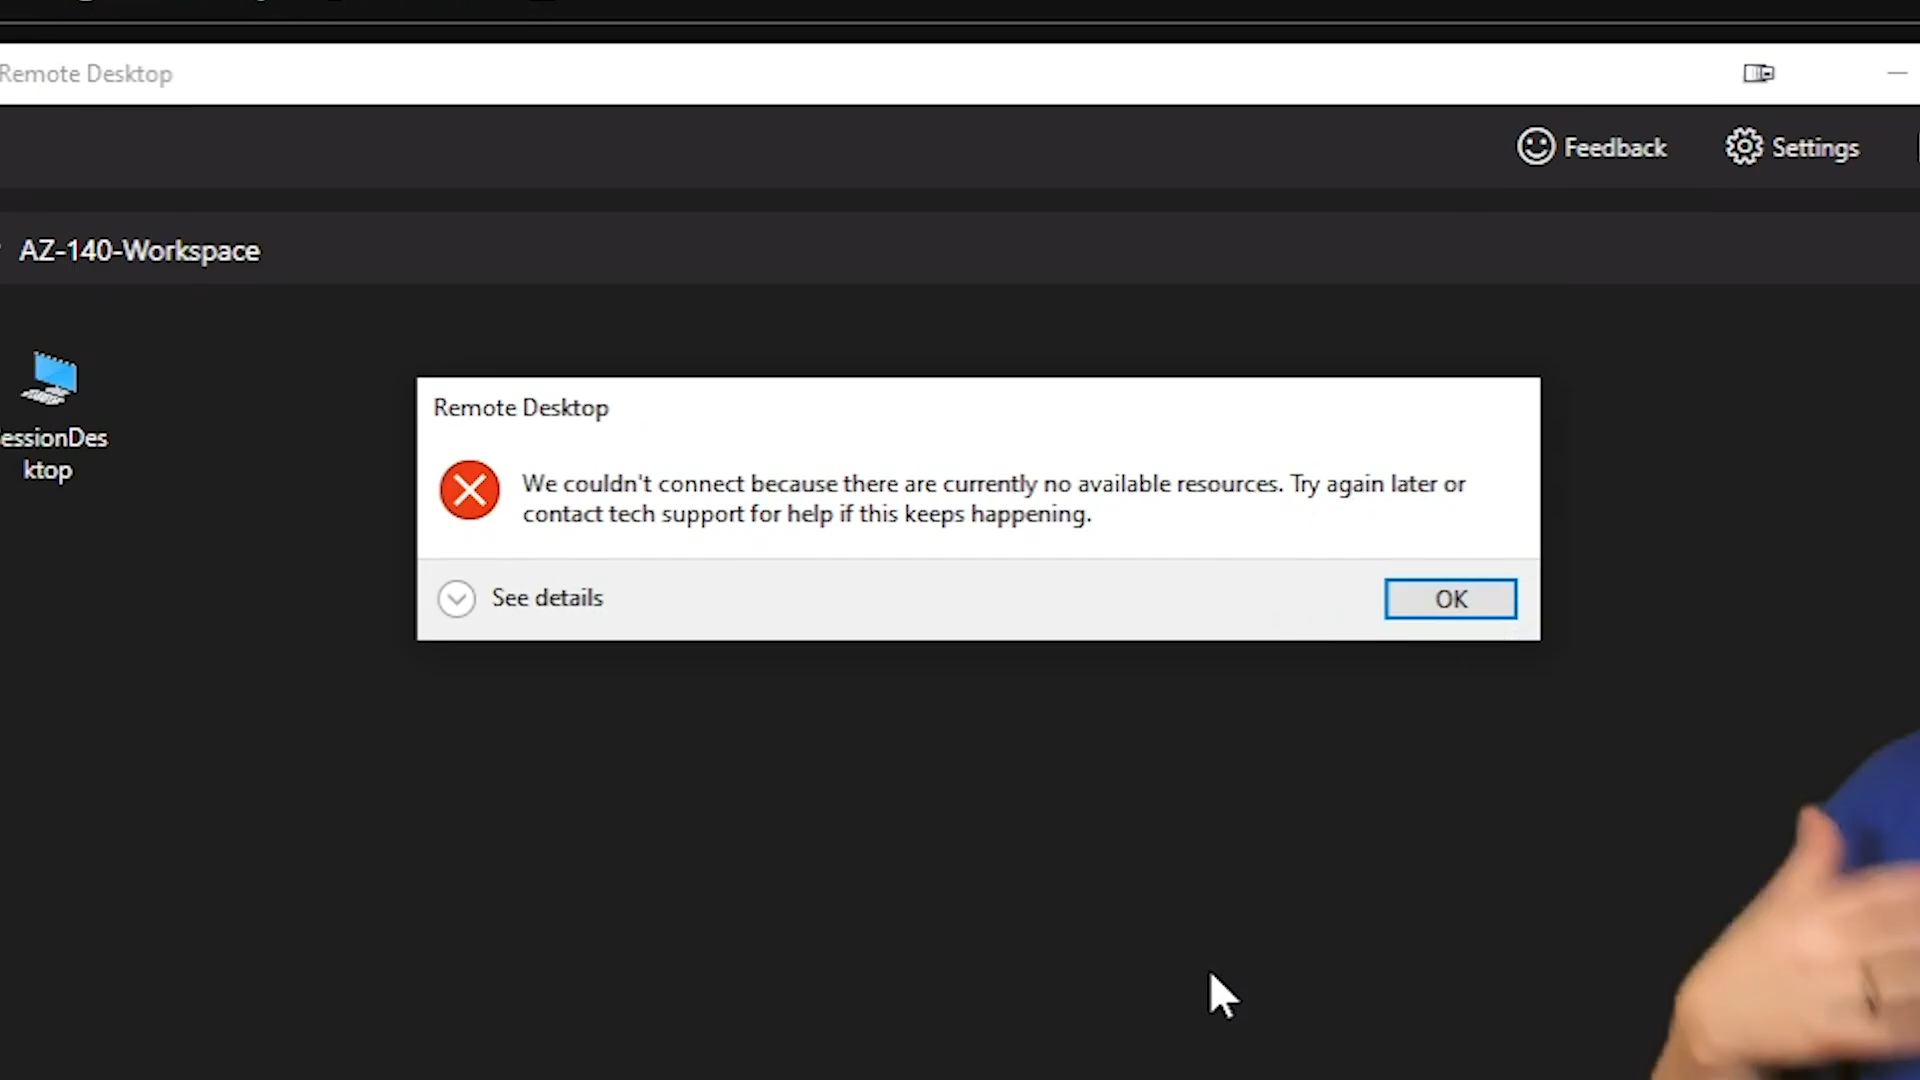 Remote Desktop
Feedback
Settings
AZ-140-Workspace
essionDes
ktop
Remote Desktop
We couldn't connect because there are currently no available resources. Try again later or
contact tech support for help if this keeps happening.
See details
OK